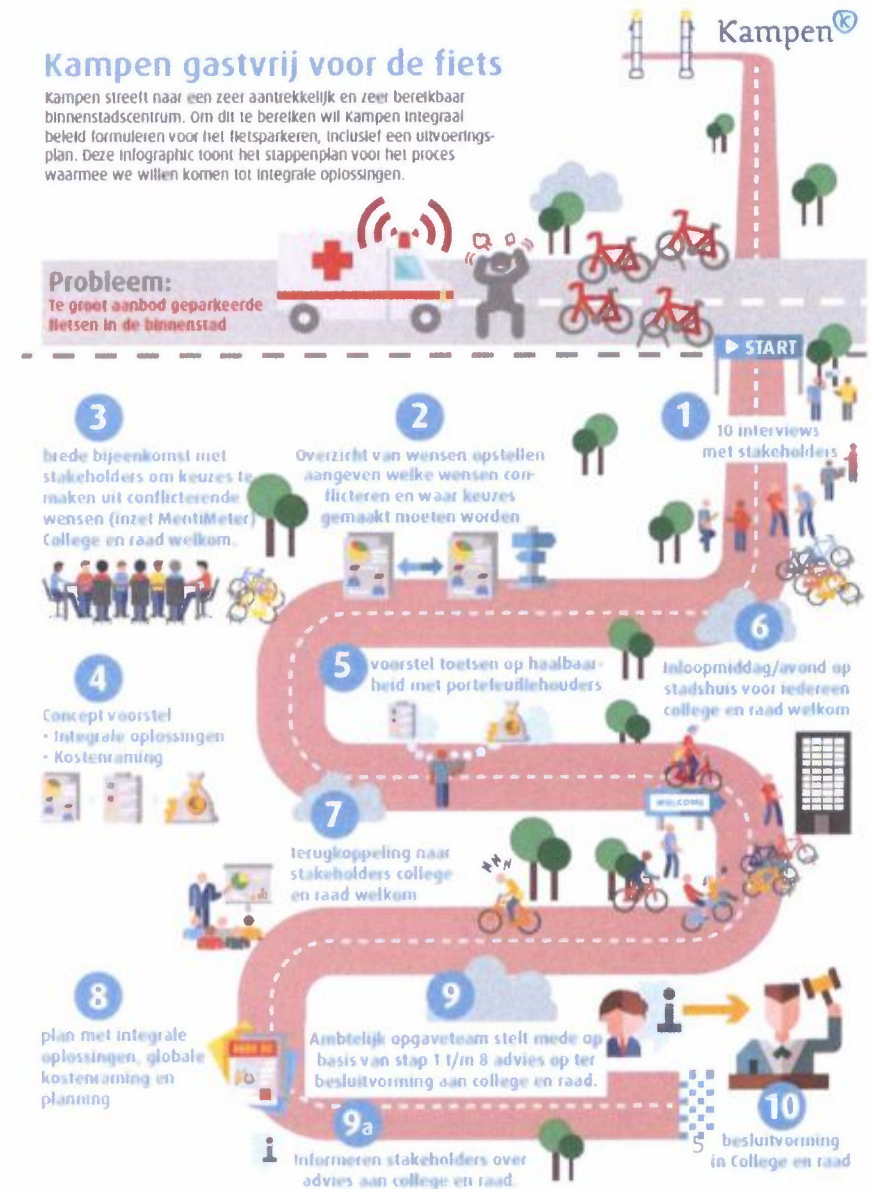 Kampen
Kampen gastvrij voor de fiets
Kampen streeft naar een zeer aantrekkelijk en zeer bereikbaar
binnenstadscentrum. Om dit te bereiken wil Kampen integraal
beleid formuleren voor het fietsparkeren, inclusief een uitvoerings-
plan. Deze infographic toont het stappenplan voor het proces
waarmee we willen komen tot integrale oplossingen.
Probleem:
Te groot aanbod geparkeerde
fietsen in de binnenstad
START
1
10 interviews
met stakeholders
2
Overzicht van wensen opstellen
aangeven welke wensen con-
flicteren en waar keuzes
gemaakt moeten worden
3
brede bijeenkomst met
stakeholders om keuzes te
maken uit conflicterende
wensen (inzet MentiMeter)
College en raad welkom.
4
Concept voorstel
• Integrale oplossingen
• Kostenraming
5
voorstel toetsen op haalbaar-
heid met portefeuillehouders
6
Inloopmiddag/avond op
stadshuis voor iedereen
college en raad welkom
WELCOME
7
terugkoppeling naar
stakeholders college
en raad welkom
8
plan met integrale
oplossingen, globale
kostenraming en
planning
9
Ambtelijk opgaveteam stelt mede op
basis van stap 1 t/m 8 advies op ter
besluitvorming aan college en raad.
9a
Informeren stakeholders over
advies aan college en raad.
10
besluitvorming
in College en raad
5